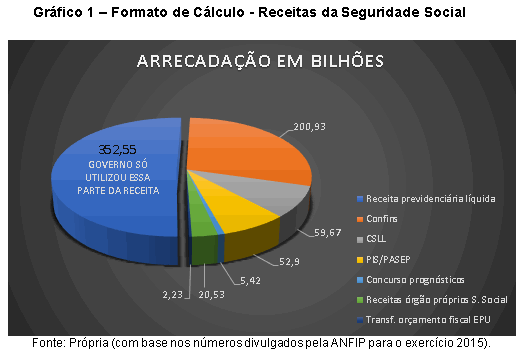 Gráfico 1 – Formato de Cálculo - Receitas da Seguridade Social
ARRECADAÇÃO EM BILHÕES
352,55
GOVERNO SÓ
UTILIZOU ESSA
PARTE DA RECEITA
200,93
59,67
52,9
5,42
20,53
2,23
Receita previdenciária líquida
Confins
CSLL
PIS/PASEP
Concurso prognósticos
Receitas órgão próprios S. Social
Transf. orçamento fiscal EPU
Fonte: Própria (com base nos números divulgados pela ANFIP para o exercício 2015).